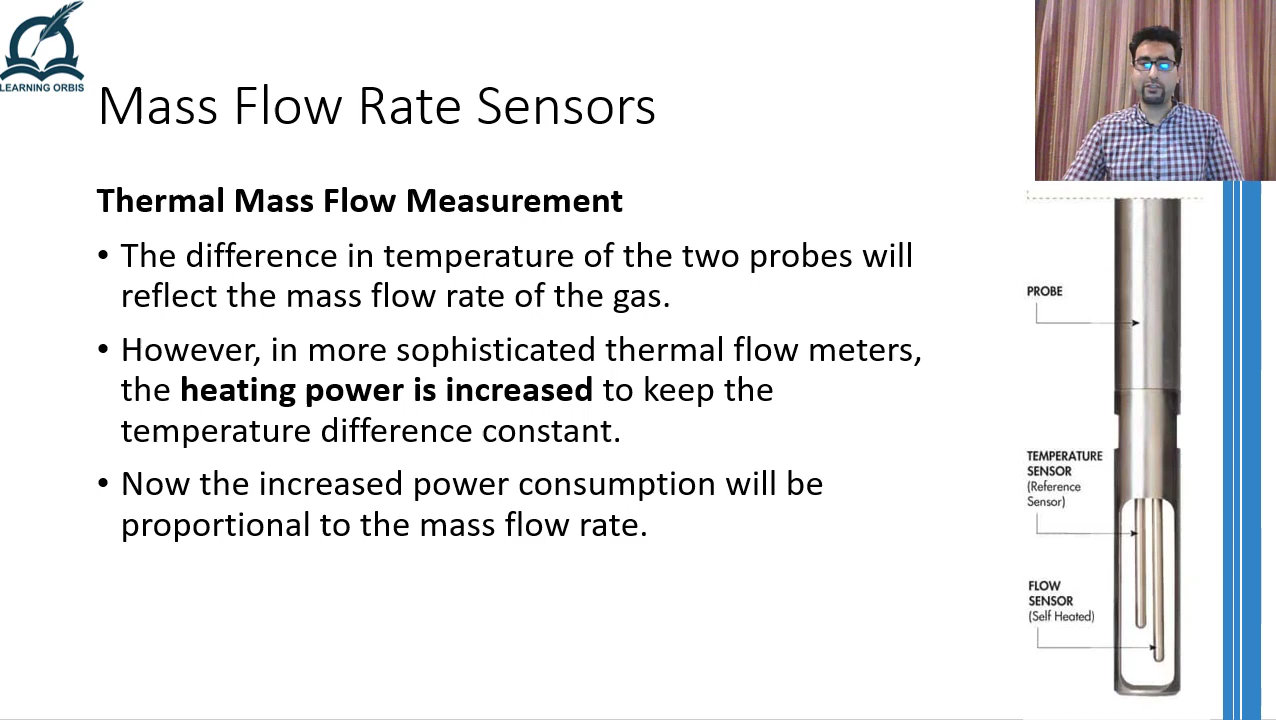 LEARNING ORBIS
Mass Flow Rate Sensors
Thermal Mass Flow Measurement
• The difference in temperature of the two probes will
reflect the mass flow rate of the gas.
• However, in more sophisticated thermal flow meters,
the heating power is increased to keep the
temperature difference constant.
• Now the increased power consumption will be
proportional to the mass flow rate.
PROBE
TEMPERATURE
SENSOR
(Reference
Sensor)
FLOW
SENSOR
(Self Heated)